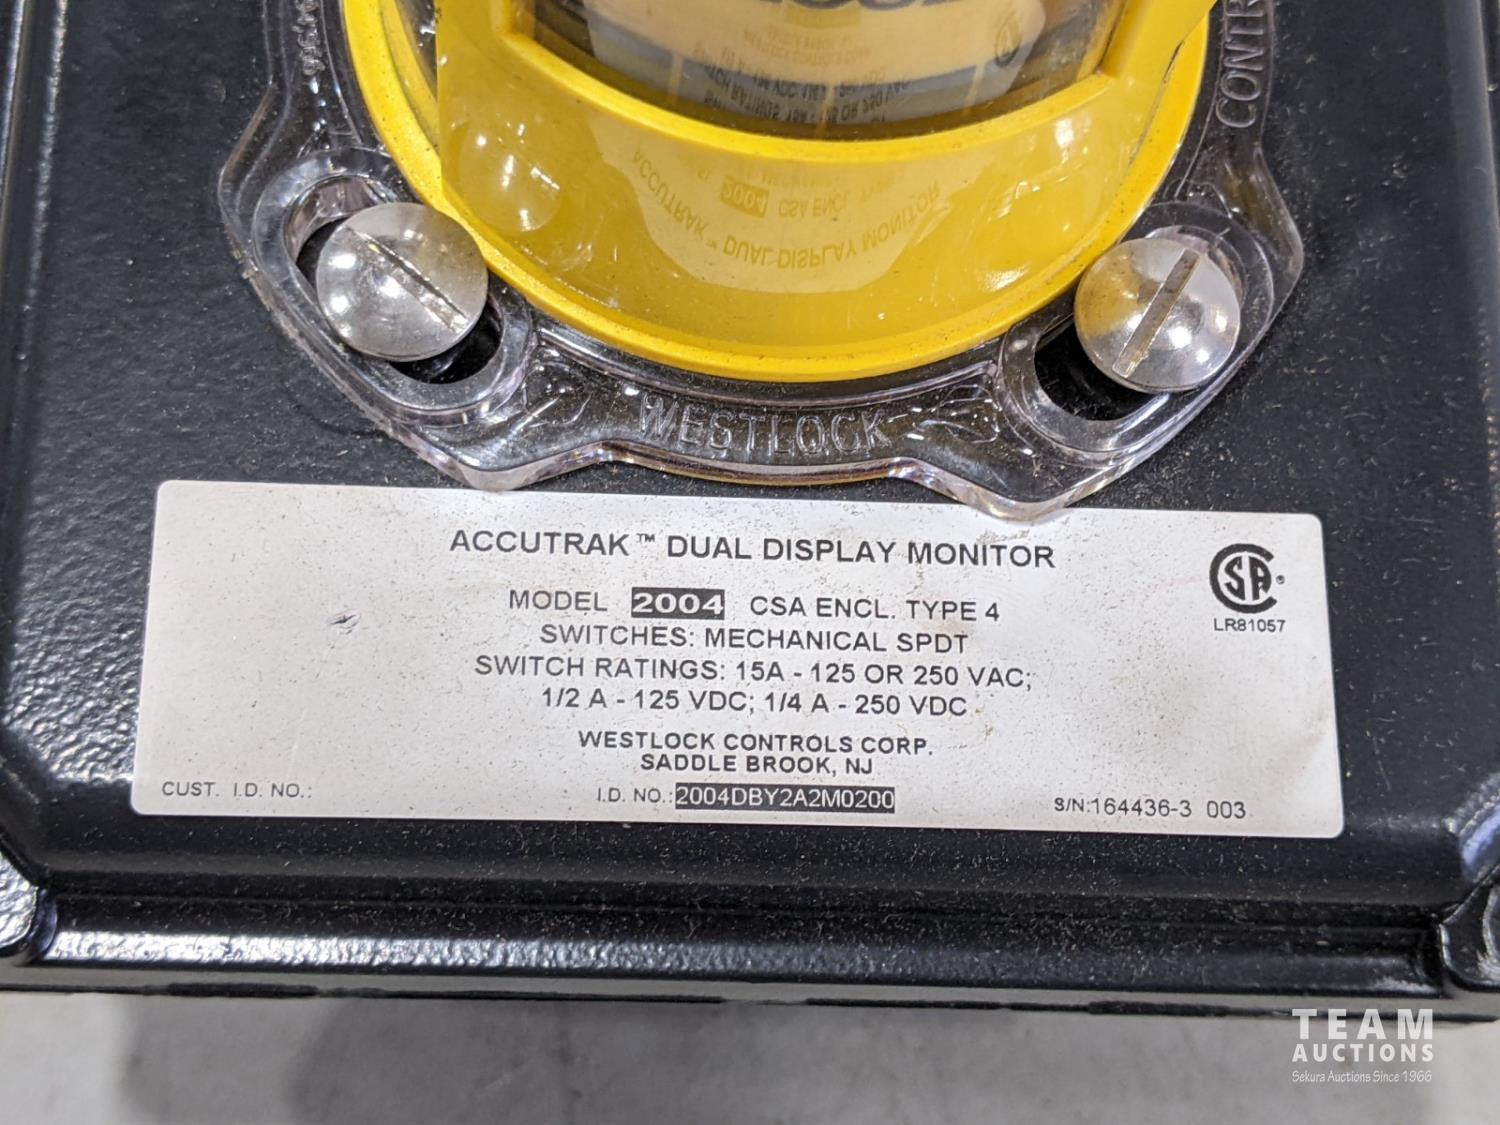 CONTR
WESTLOCK
ACCUTRAK™ DUAL DISPLAY MONITOR
MODEL 2004 CSA ENCL. TYPE 4
SWITCHES: MECHANICAL SPDT
SWITCH RATINGS: 15A - 125 OR 250 VAC;
1/2 A - 125 VDC; 1/4 A - 250 VDC
WESTLOCK CONTROLS CORP.
SADDLE BROOK, NJ
CUST. I.D. NO.:
I.D. NO.:2004DBY2A2M0200
S/N:164436-3 003
SA®
LR81057
TEAM
AUCTIONS
Sekura Auctions Since 1966